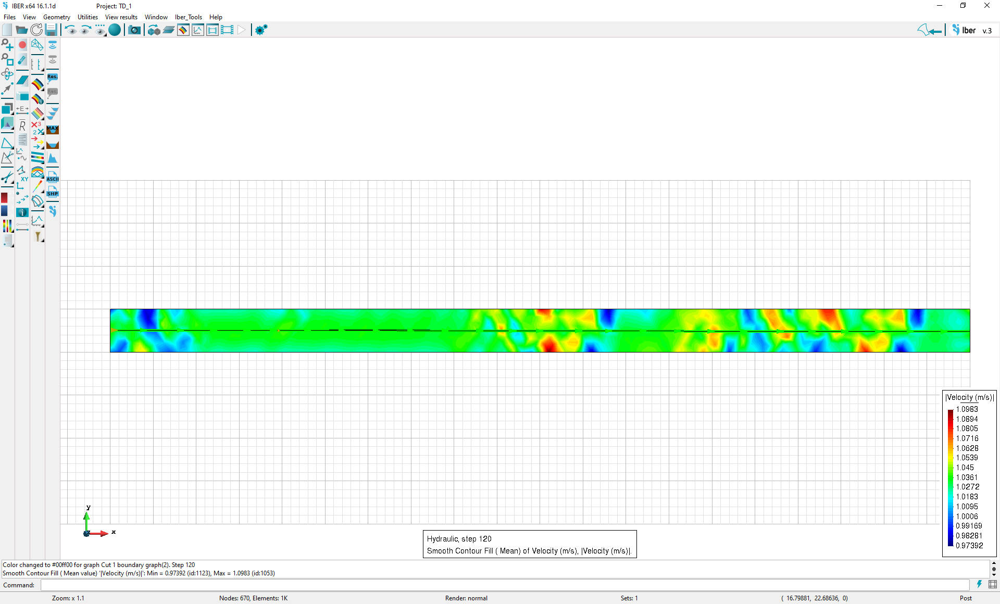 IBER x64 16.1.1d
Project: TD_1
Files View Geometry Utilities View results Window Iber_Tools Help
Iber v.3
Res.
Res.
E
R
X3
2X
MAX
XY
ASCII
SHP
i
y
z
x
|Velocity (m/s)|
1.0983
1.0894
1.0805
1.0716
1.0628
1.0539
1.045
1.0361
1.0272
1.0183
1.0095
1.0006
0.99169
0.98281
0.97392
Hydraulic, step 120
Smooth Contour Fill ( Mean) of Velocity (m/s), |Velocity (m/s)|.
Color changed to #00ff00 for graph Cut 1 boundary graph(2). Step 120
Smooth Contour Fill ( Mean value) '|Velocity (m/s)|': Min = 0.97392 (id:1123), Max = 1.0983 (id:1053)
Command:
Zoom: x 1.1 Nodes: 670, Elements: 1K Render: normal Sets: 1 ( 16.79881, 22.68636, 0) Post